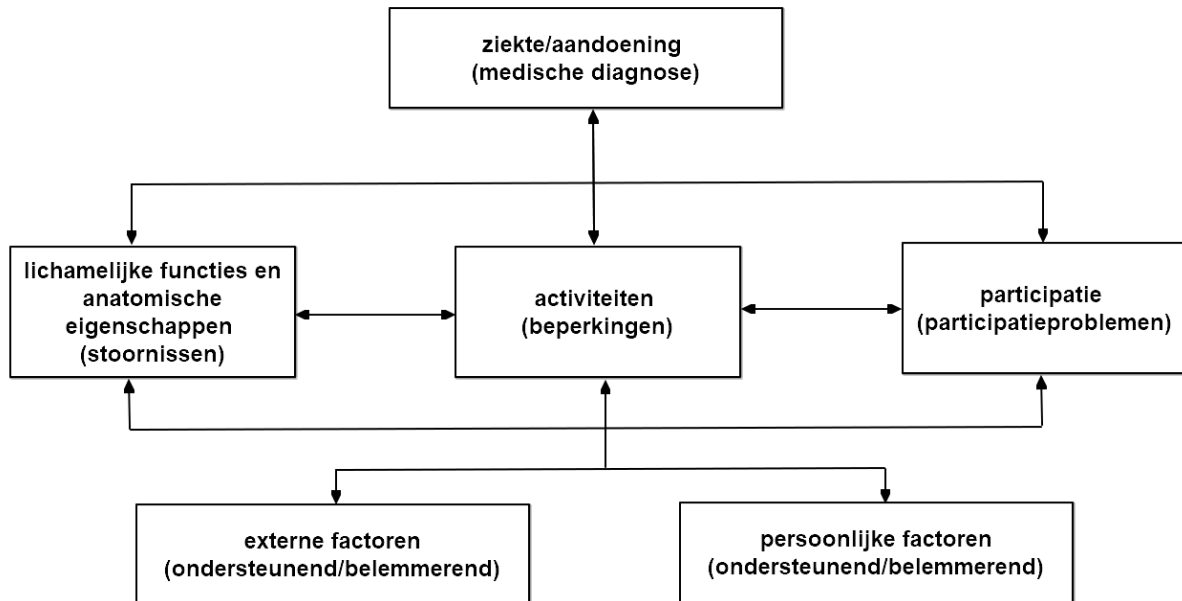 ziekte/aandoening
(medische diagnose)
lichamelijke functies en
anatomische
eigenschappen
(stoornissen)
activiteiten
(beperkingen)
participatie
(participatieproblemen)
externe factoren
(ondersteunend/belemmerend)
persoonlijke factoren
(ondersteunend/belemmerend)